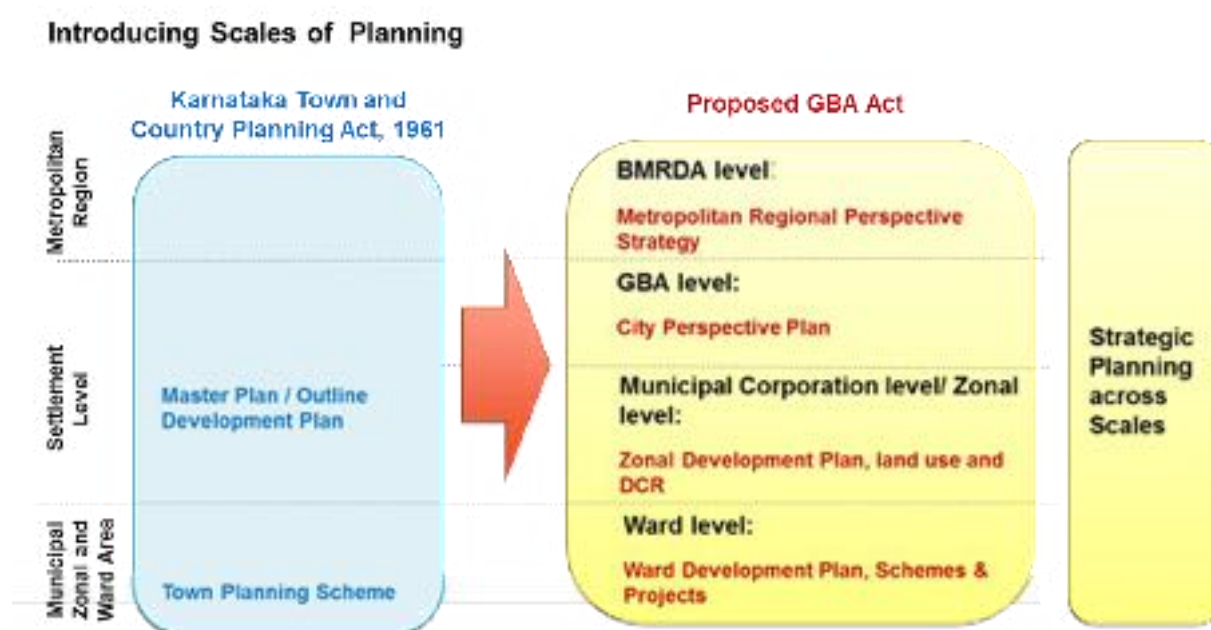 Introducing Scales of Planning
Karnataka Town and
Country Planning Act, 1961
Proposed GBA Act
Metropolitan
Region
BMRDA level:
Metropolitan Regional Perspective
Strategy
GBA level:
City Perspective Plan
Settlement
Level
Master Plan / Outline
Development Plan
Municipal Corporation level/ Zonal
level:
Zonal Development Plan, land use and
DCR
Municipal
Zonal and
Ward Area
Town Planning Scheme
Ward level:
Ward Development Plan, Schemes &
Projects
Strategic
Planning
across
Scales